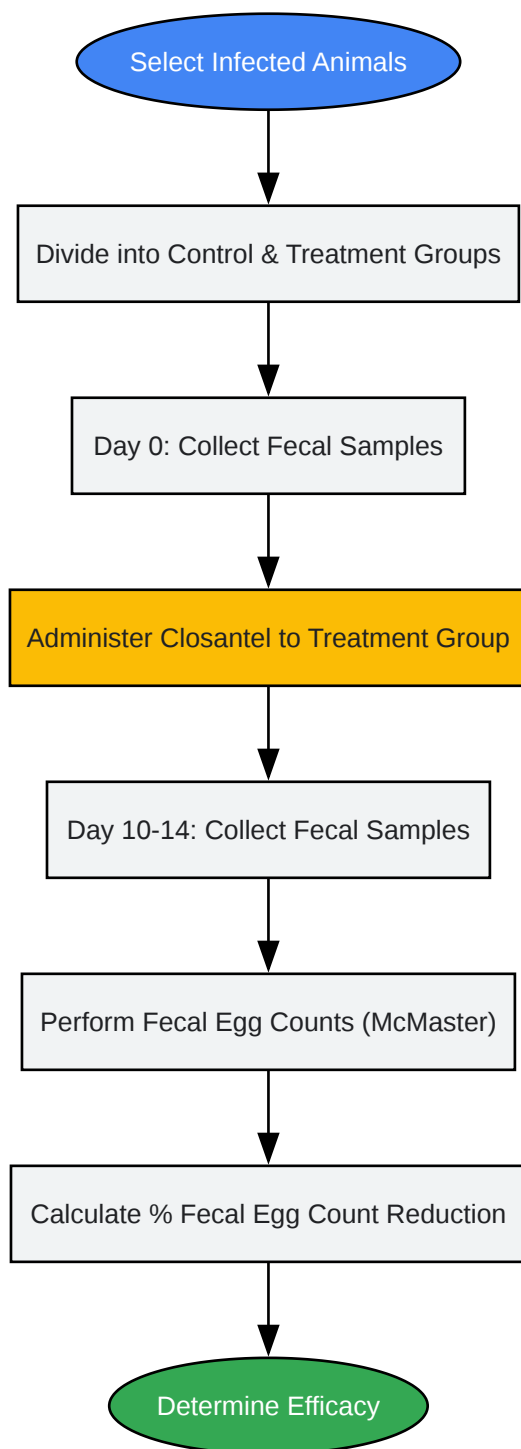 Select Infected Animals
Divide into Control & Treatment Groups
Day 0: Collect Fecal Samples
Administer Closantel to Treatment Group
Day 10-14: Collect Fecal Samples
Perform Fecal Egg Counts (McMaster)
Calculate % Fecal Egg Count Reduction
Determine Efficacy